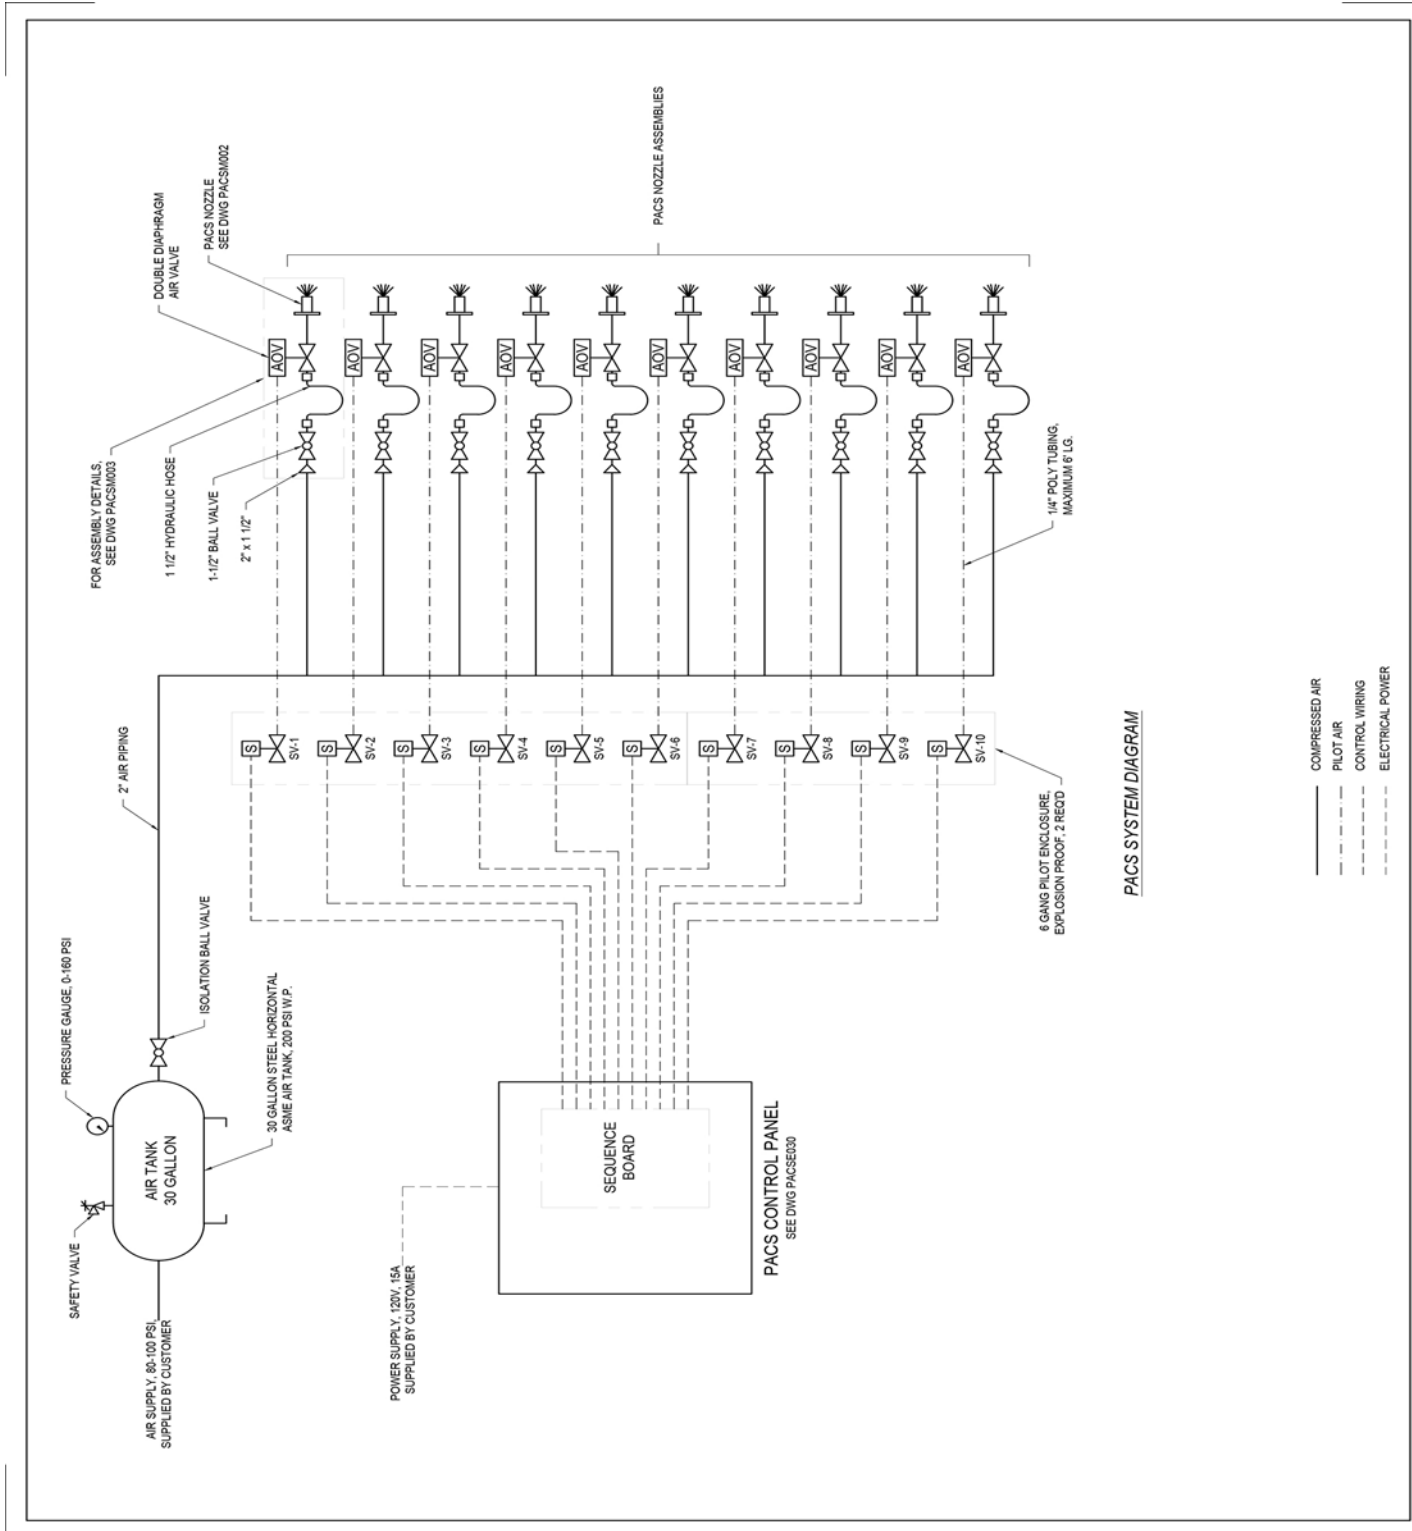 SAFETY VALVE
PRESSURE GAUGE, 0-160 PSI
AIR SUPPLY, 80-100 PSI,
SUPPLIED BY CUSTOMER
AIR TANK
30 GALLON
ISOLATION BALL VALVE
30 GALLON STEEL HORIZONTAL
ASME AIR TANK, 200 PSI W.P.
2" AIR PIPING
FOR ASSEMBLY DETAILS,
SEE DWG PACSM003
1 1/2" HYDRAULIC HOSE
1-1/2" BALL VALVE
2" x 1 1/2"
DOUBLE DIAPHRAGM
AIR VALVE
PACS NOZZLE
SEE DWG PACSM002
S
SV-1
AOV
S
SV-2
AOV
S
SV-3
AOV
S
SV-4
AOV
S
SV-5
AOV
S
SV-6
AOV
S
SV-7
AOV
S
SV-8
AOV
S
SV-9
AOV
S
SV-10
AOV
PACS NOZZLE ASSEMBLIES
POWER SUPPLY, 120V, 15A
SUPPLIED BY CUSTOMER
SEQUENCE
BOARD
PACS CONTROL PANEL
SEE DWG PACSE030
6 GANG PILOT ENCLOSURE,
EXPLOSION PROOF, 2 REQ'D
1/4" POLY TUBING,
MAXIMUM 6' LG.
PACS SYSTEM DIAGRAM
COMPRESSED AIR
PILOT AIR
CONTROL WIRING
ELECTRICAL POWER